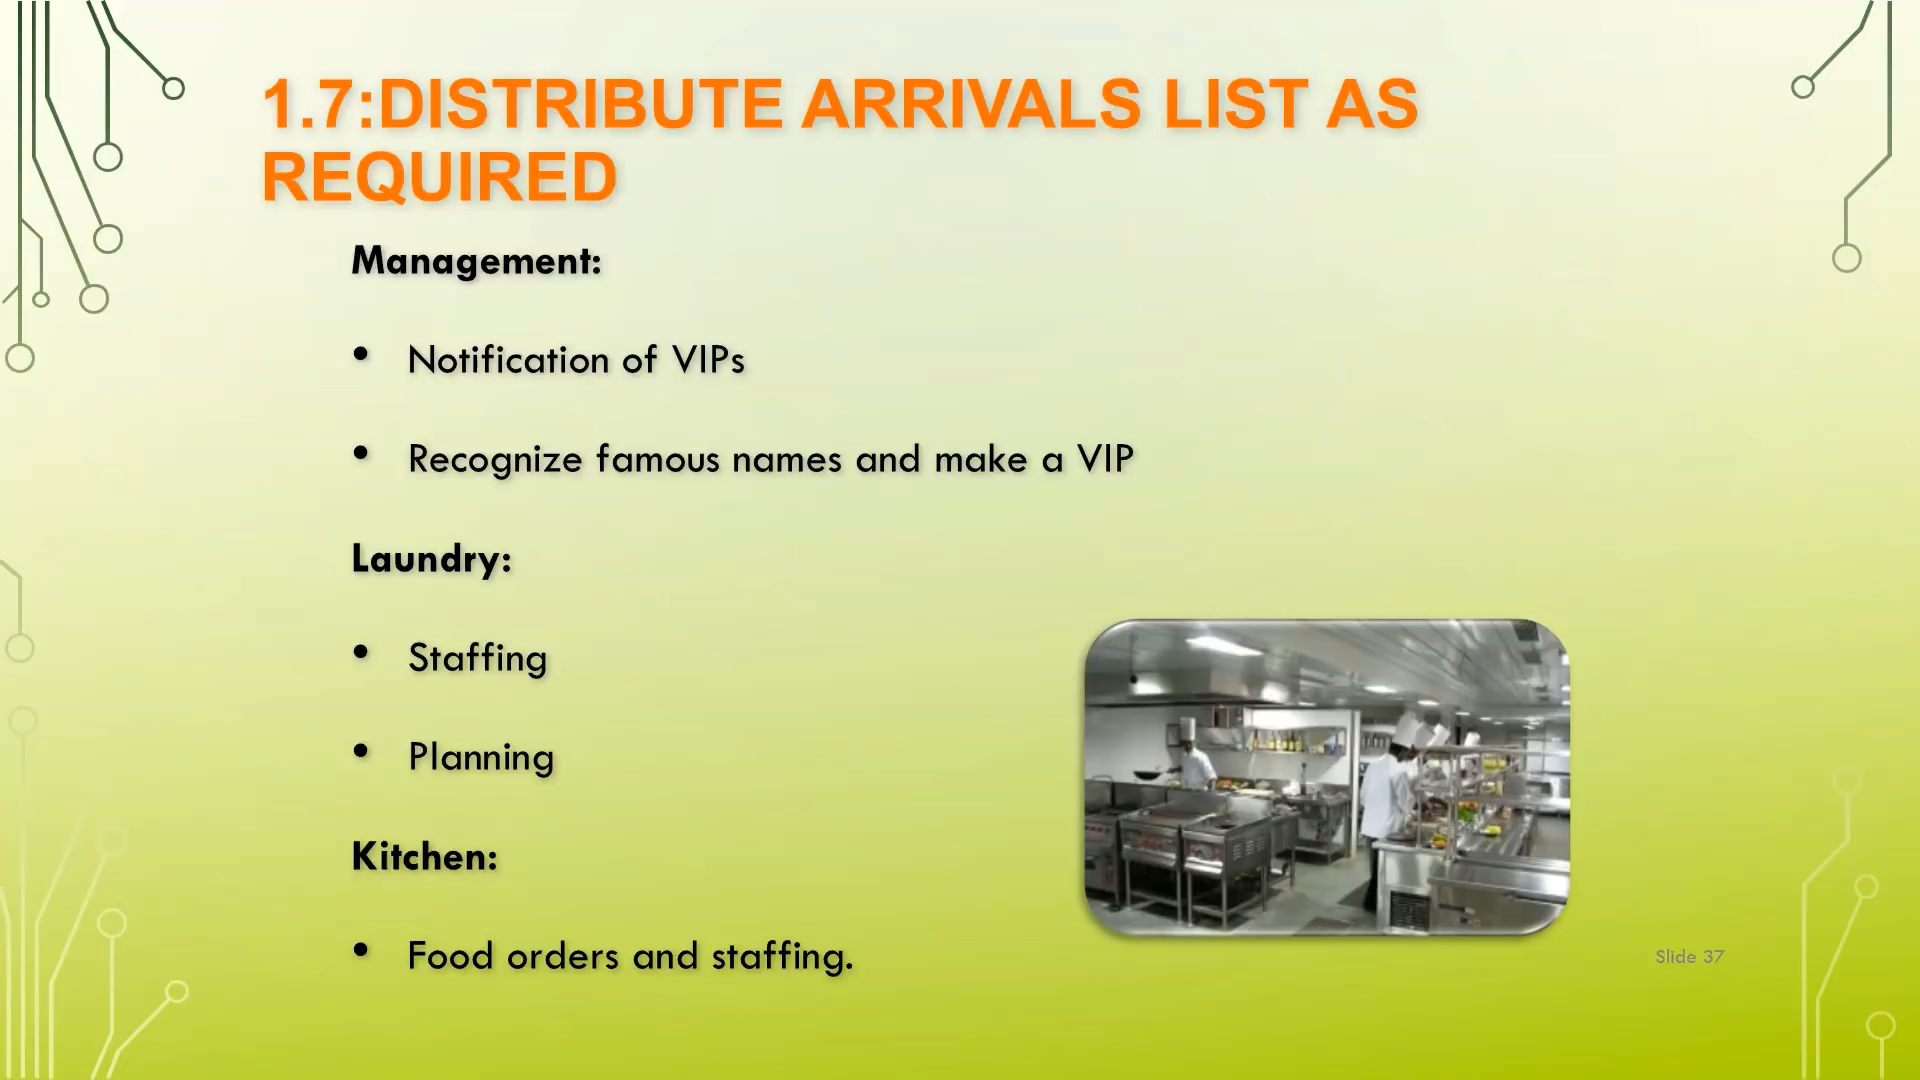 1.7:DISTRIBUTE ARRIVALS LIST AS
REQUIRED
Management:
• Notification of VIPs
• Recognize famous names and make a VIP
Laundry:
• Staffing
• Planning
Kitchen:
• Food orders and staffing.
Slide 37